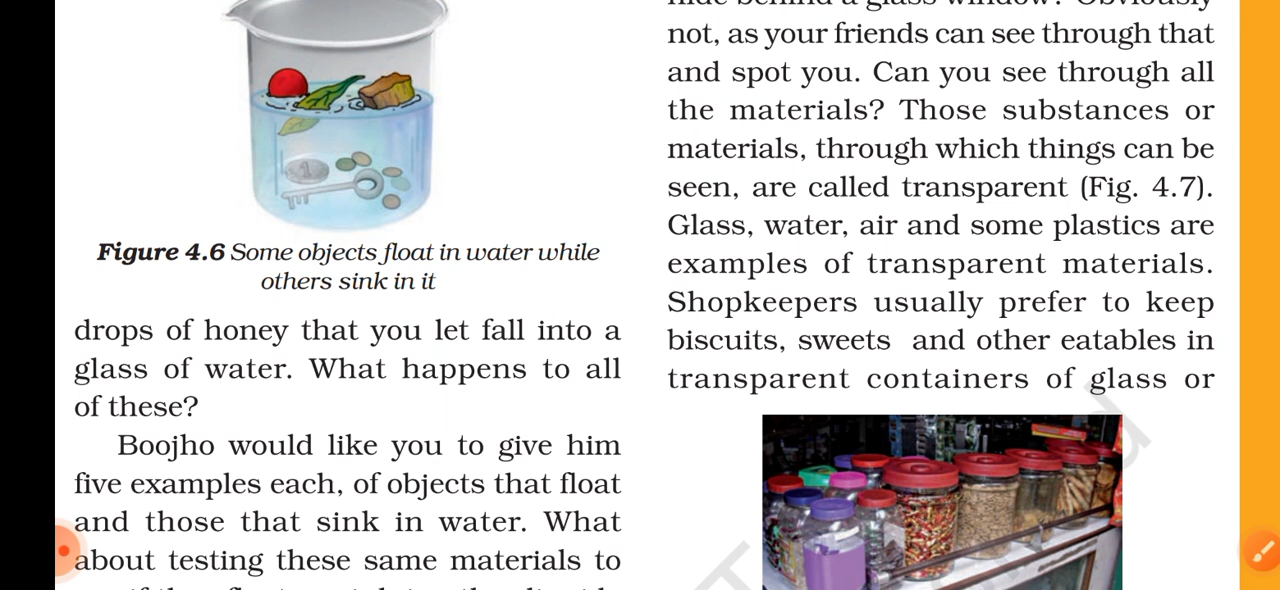 Figure 4.6 Some objects float in water while
others sink in it
drops of honey that you let fall into a
glass of water. What happens to all
of these?
Boojho would like you to give him
five examples each, of objects that float
and those that sink in water. What
about testing these same materials to
hide behind a glass window? Obviously
not, as your friends can see through that
and spot you. Can you see through all
the materials? Those substances or
materials, through which things can be
seen, are called transparent (Fig. 4.7).
Glass, water, air and some plastics are
examples of transparent materials.
Shopkeepers usually prefer to keep
biscuits, sweets and other eatables in
transparent containers of glass or